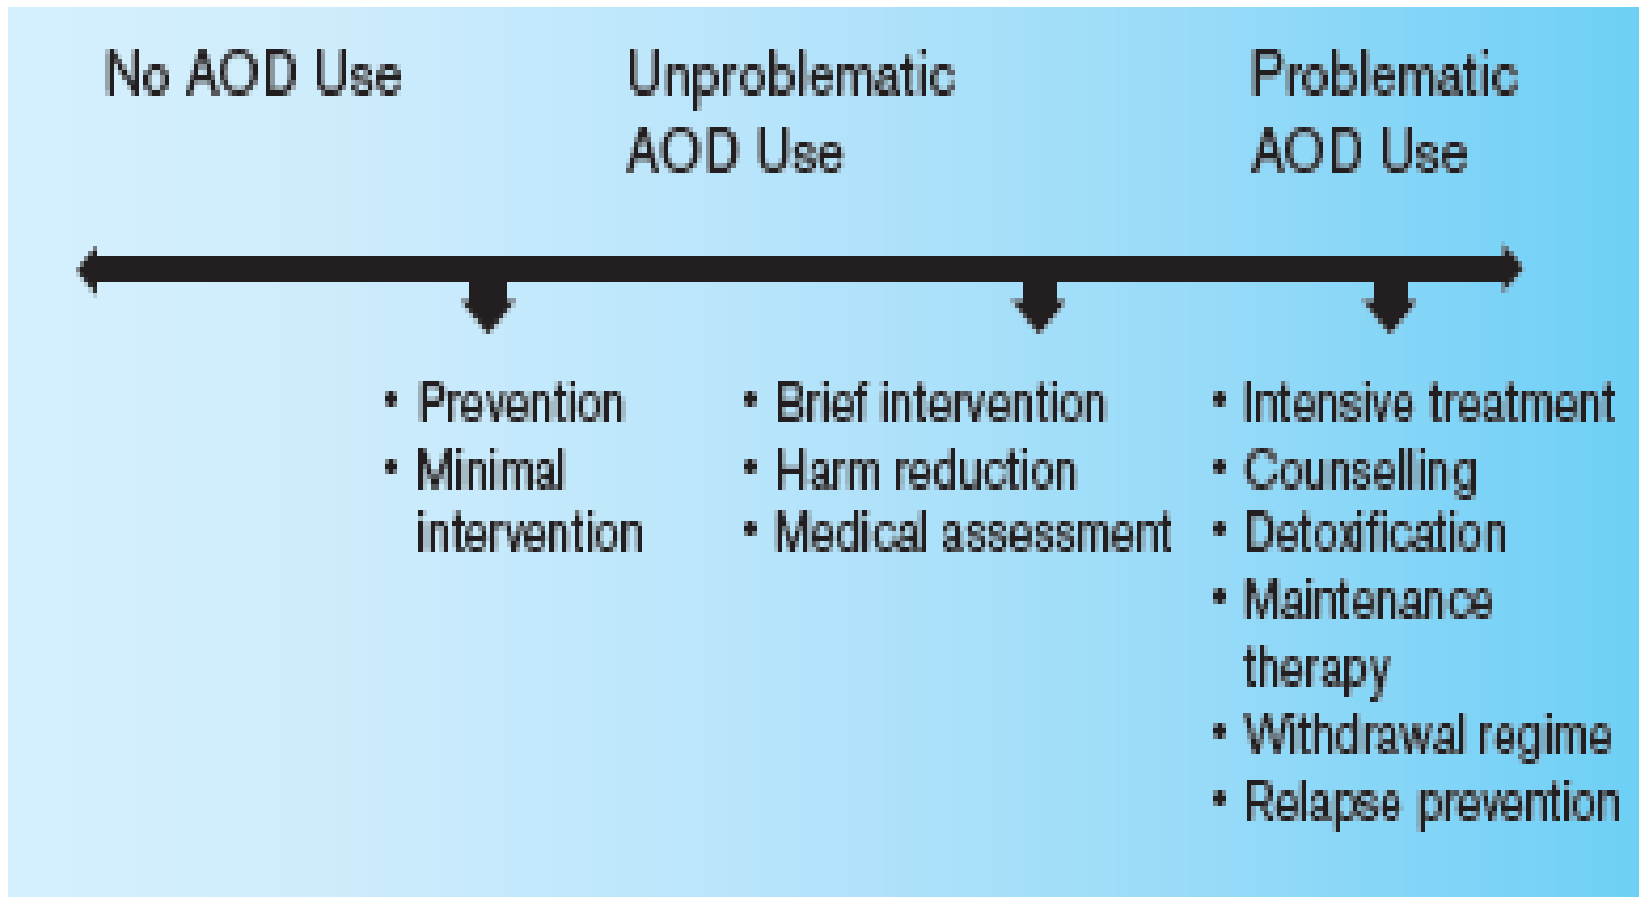 No AOD Use
Unproblematic
AOD Use
Problematic
AOD Use
• Prevention
• Minimal
intervention
• Brief intervention
• Harm reduction
• Medical assessment
• Intensive treatment
• Counselling
• Detoxification
• Maintenance
therapy
• Withdrawal regime
• Relapse prevention